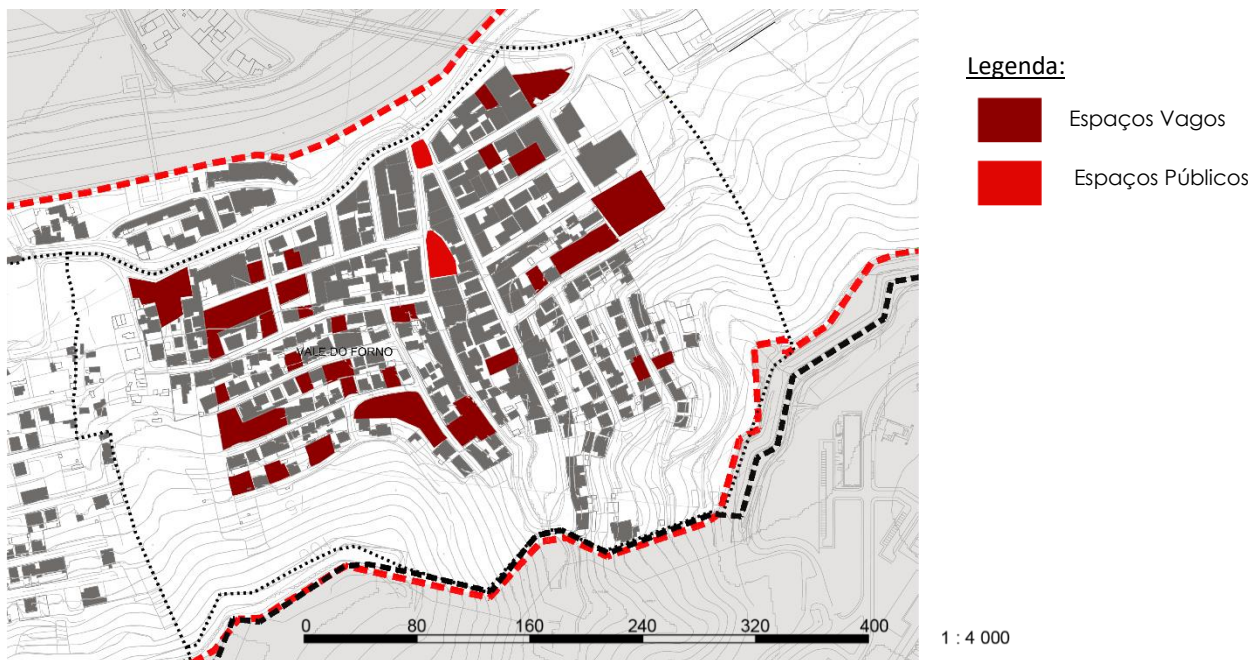 Legenda:
Espaços Vagos
Espaços Públicos
VALE DO FORNO
0 80 160 240 320 400
1 : 4 000